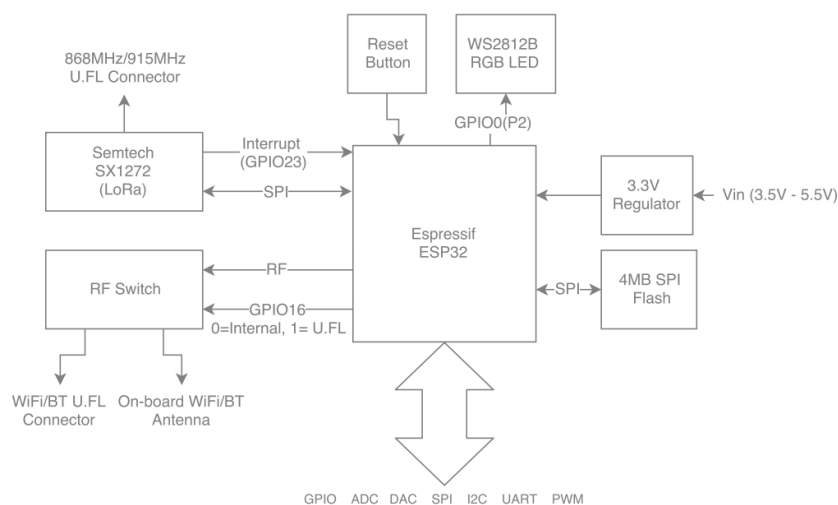 868MHz/915MHz
U.FL Connector
Reset
Button
WS2812B
RGB LED
GPIO0(P2)
Semtech
SX1272
(LoRa)
Interrupt
(GPIO23)
SPI
Espressif
ESP32
3.3V
Regulator
Vin (3.5V - 5.5V)
RF Switch
RF
GPIO16
0=Internal, 1= U.FL
SPI
4MB SPI
Flash
WiFi/BT U.FL
Connector
On-board WiFi/BT
Antenna
GPIO ADC DAC SPI I2C UART PWM